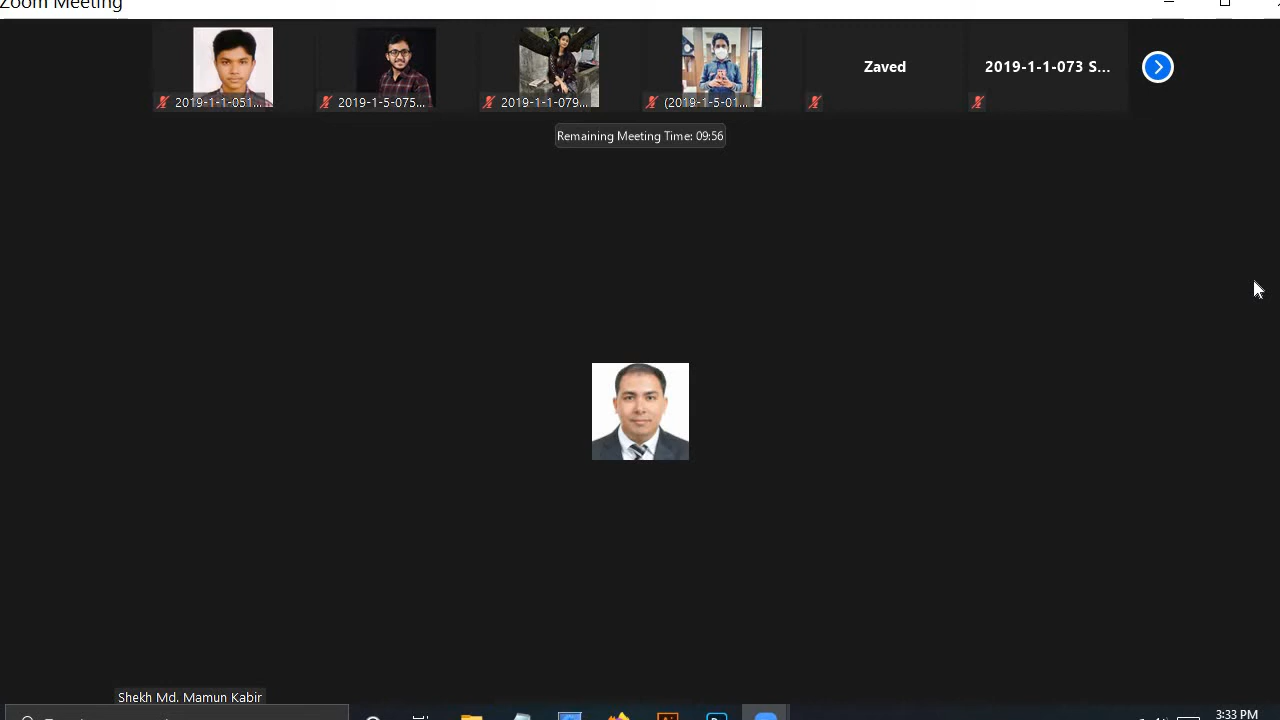 Zoom Meeting
2019-1-1-051...
2019-1-5-075...
2019-1-1-079...
(2019-1-5-01...
Zaved
2019-1-1-073 S...
Remaining Meeting Time: 09:56
Shekh Md. Mamun Kabir
3:33 PM